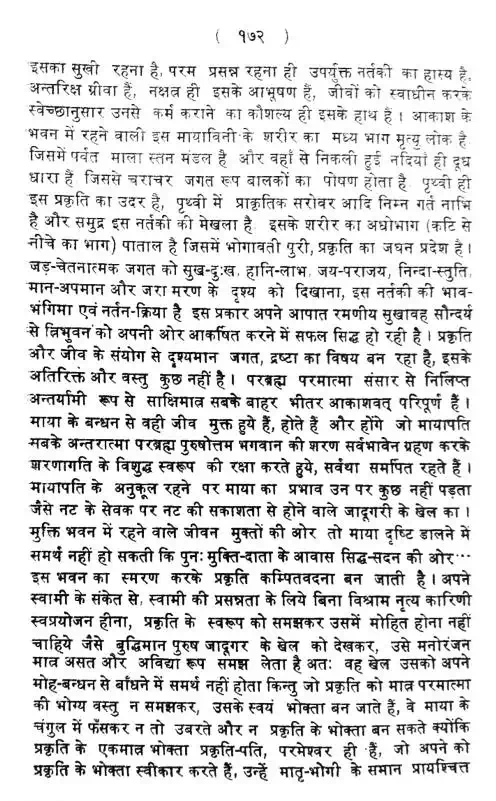 ( १७२ )
इसका सुखी रहना है, परम प्रसन्न रहना ही उपर्युक्त नर्तकी का हास्य है,
अन्तरिक्ष ग्रीवा हैं, नक्षत्र ही इसके आभूषण हैं, जीवों को स्वाधीन करके
स्वेच्छानुसार उनसे कर्म कराने का कौशल्य ही इसके हाथ है । आकाश के
भवन में रहने वाली इस मायाविनी के शरीर का मध्य भाग मृत्यु लोक है
जिसमें पर्वत माला स्तन मंडल है और वहाँ से निकली हुई नदियाँ ही दूध
धारा हैं जिससे चराचर जगत रूप बालकों का पोषण होता है पृथ्वी ही
इस प्रकृति का उदर है, पृथ्वी में प्राकृतिक सरोवर आदि निम्न गर्त नाभि
है और समुद्र इस नर्तकी की मेखला है इसके शरीर का अधोभाग (कटि से
नीचे का भाग) पाताल है जिसमें भोगावती पुरी, प्रकृति का जघन प्रदेश है ।
जड़-चेतनात्मक जगत को सुख-दुःख, हानि-लाभ, जय-पराजय, निन्दा-स्तुति,
मान-अपमान और जरा मरण के दृश्य को दिखाना, इस नर्तकी की भाव-
भंगिमा एवं नर्तन-क्रिया है इस प्रकार अपने आपात रमणीय सुखावह सौन्दर्य
से त्रिभुवन को अपनी ओर आकर्षित करने में सफल सिद्ध हो रही है । प्रकृति
और जीव के संयोग से दृश्यमान जगत, द्रष्टा का विषय बन रहा है, इसके
अतिरिक्त और वस्तु कुछ नहीं है । परब्रह्म परमात्मा संसार से निर्लिप्त
अन्तर्यामी रूप से साक्षिमात्र सबके बाहर भीतर आकाशवत् परिपूर्ण हैं ।
माया के बन्धन से वही जीव मुक्त हुये हैं, होते हैं और होंगे जो मायापति
सबके अन्तरात्मा परब्रह्म पुरुषोत्तम भगवान की शरण सर्वभावेन ग्रहण करके
शरणागति के विशुद्ध स्वरूप की रक्षा करते हुये, सर्वथा समर्पित रहते हैं ।
मायापति के अनुकूल रहने पर माया का प्रभाव उन पर कुछ नहीं पड़ता
जैसे नट के सेवक पर नट की सकाशता से होने वाले जादूगरी के खेल का ।
मुक्ति भवन में रहने वाले जीवन मुक्तों की ओर तो माया दृष्टि डालने में
समर्थ नहीं हो सकती कि पुनः मुक्ति-दाता के आवास सिद्ध-सदन की ओर···
इस भवन का स्मरण करके प्रकृति कम्पितवदना बन जाती है । अपने
स्वामी के संकेत से, स्वामी की प्रसन्नता के लिये बिना विश्राम नृत्य कारिणी
स्वप्रयोजन हीना, प्रकृति के स्वरूप को समझकर उसमें मोहित होना नहीं
चाहिये जैसे बुद्धिमान पुरुष जादूगर के खेल को देखकर, उसे मनोरंजन
मात्र असत और अविद्या रूप समझ लेता है अतः वह खेल उसको अपने
मोह-बन्धन से बाँधने में समर्थ नहीं होता किन्तु जो प्रकृति को मात्र परमात्मा
की भोग्य वस्तु न समझकर, उसके स्वयं भोक्ता बन जाते हैं, वे माया के
चंगुल में फँसकर न तो उबरते और न प्रकृति के भोक्ता बन सकते क्योंकि
प्रकृति के एकमात्र भोक्ता प्रकृति-पति, परमेश्वर ही हैं, जो अपने को
प्रकृति के भोक्ता स्वीकार करते हैं, उन्हें मातृ-भोगी के समान प्रायश्चित्त